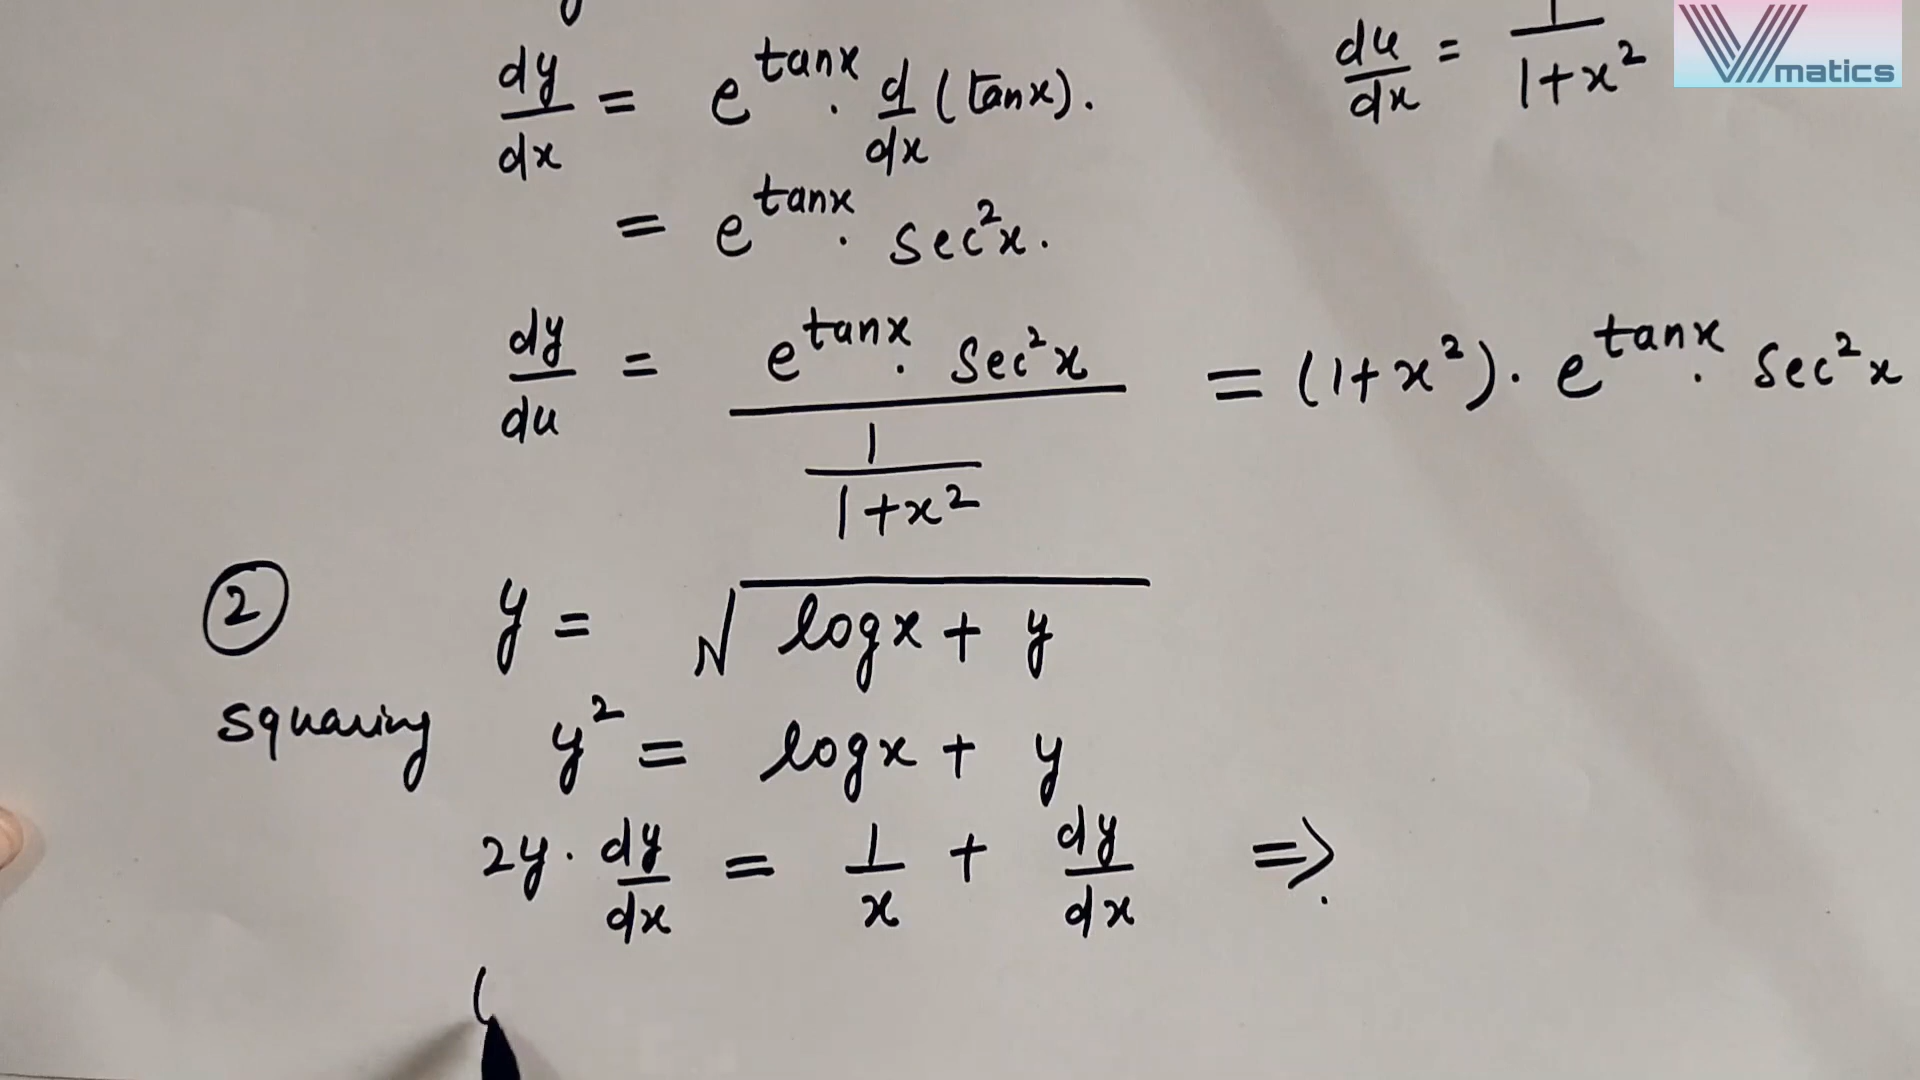 dy/dx = e^tanx . d/dx (tanx).
du/dx = 1/1+x²
Vmatics
= e^tanx . sec²x.
dy/du = e^tanx . sec²x / 1/1+x² = (1+x²). e^tanx . sec²x
② y = √logx + y
squaring y² = logx + y
2y. dy/dx = 1/x + dy/dx ⇒.
(